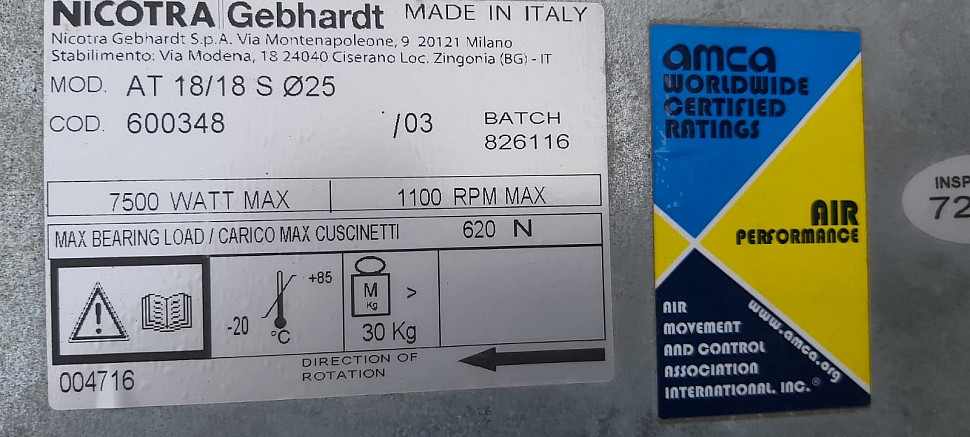 NICOTRA Gebhardt MADE IN ITALY
Nicotra Gebhardt S.p.A. Via Montenapoleone, 9 20121 Milano
Stabilimento: Via Modena, 18 24040 Ciserano Loc. Zingonia (BG) - IT
MOD. AT 18/18 S Ø25
COD. 600348 /03
BATCH
826116
7500 WATT MAX 1100 RPM MAX
MAX BEARING LOAD / CARICO MAX CUSCINETTI 620 N
-20 +85
°C
M
Kg
>
30 Kg
DIRECTION OF
ROTATION
004716
amca
WORLDWIDE
CERTIFIED
RATINGS
AIR
PERFORMANCE
AIR
MOVEMENT
AND CONTROL
ASSOCIATION
INTERNATIONAL, INC.®
www.amca.org
INSP
72